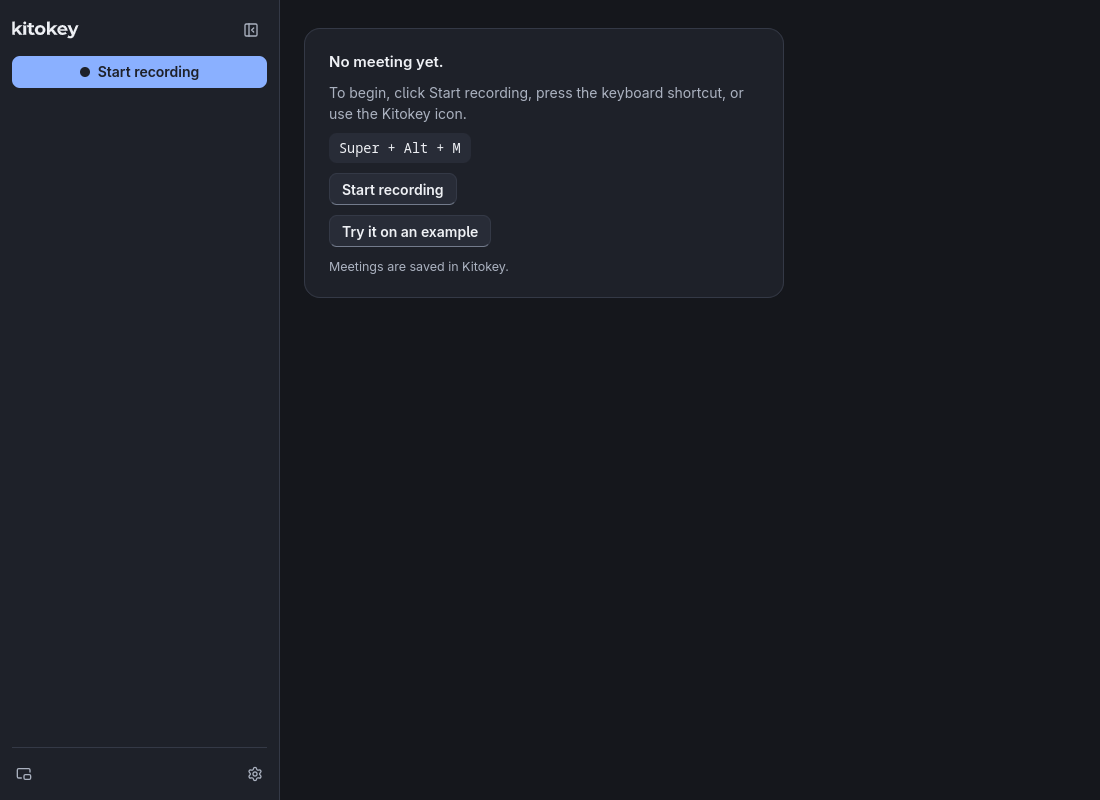 kitokey
Start recording
No meeting yet.
To begin, click Start recording, press the keyboard shortcut, or
use the Kitokey icon.
Super + Alt + M
Start recording
Try it on an example
Meetings are saved in Kitokey.